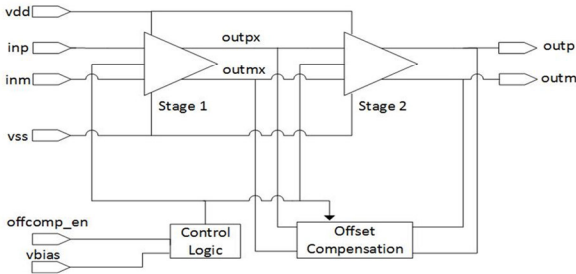 vdd
inp
outpx
outp
inm
outmx
outm
Stage 1
Stage 2
vss
offcomp_en
Control
Logic
Offset
Compensation
vbias